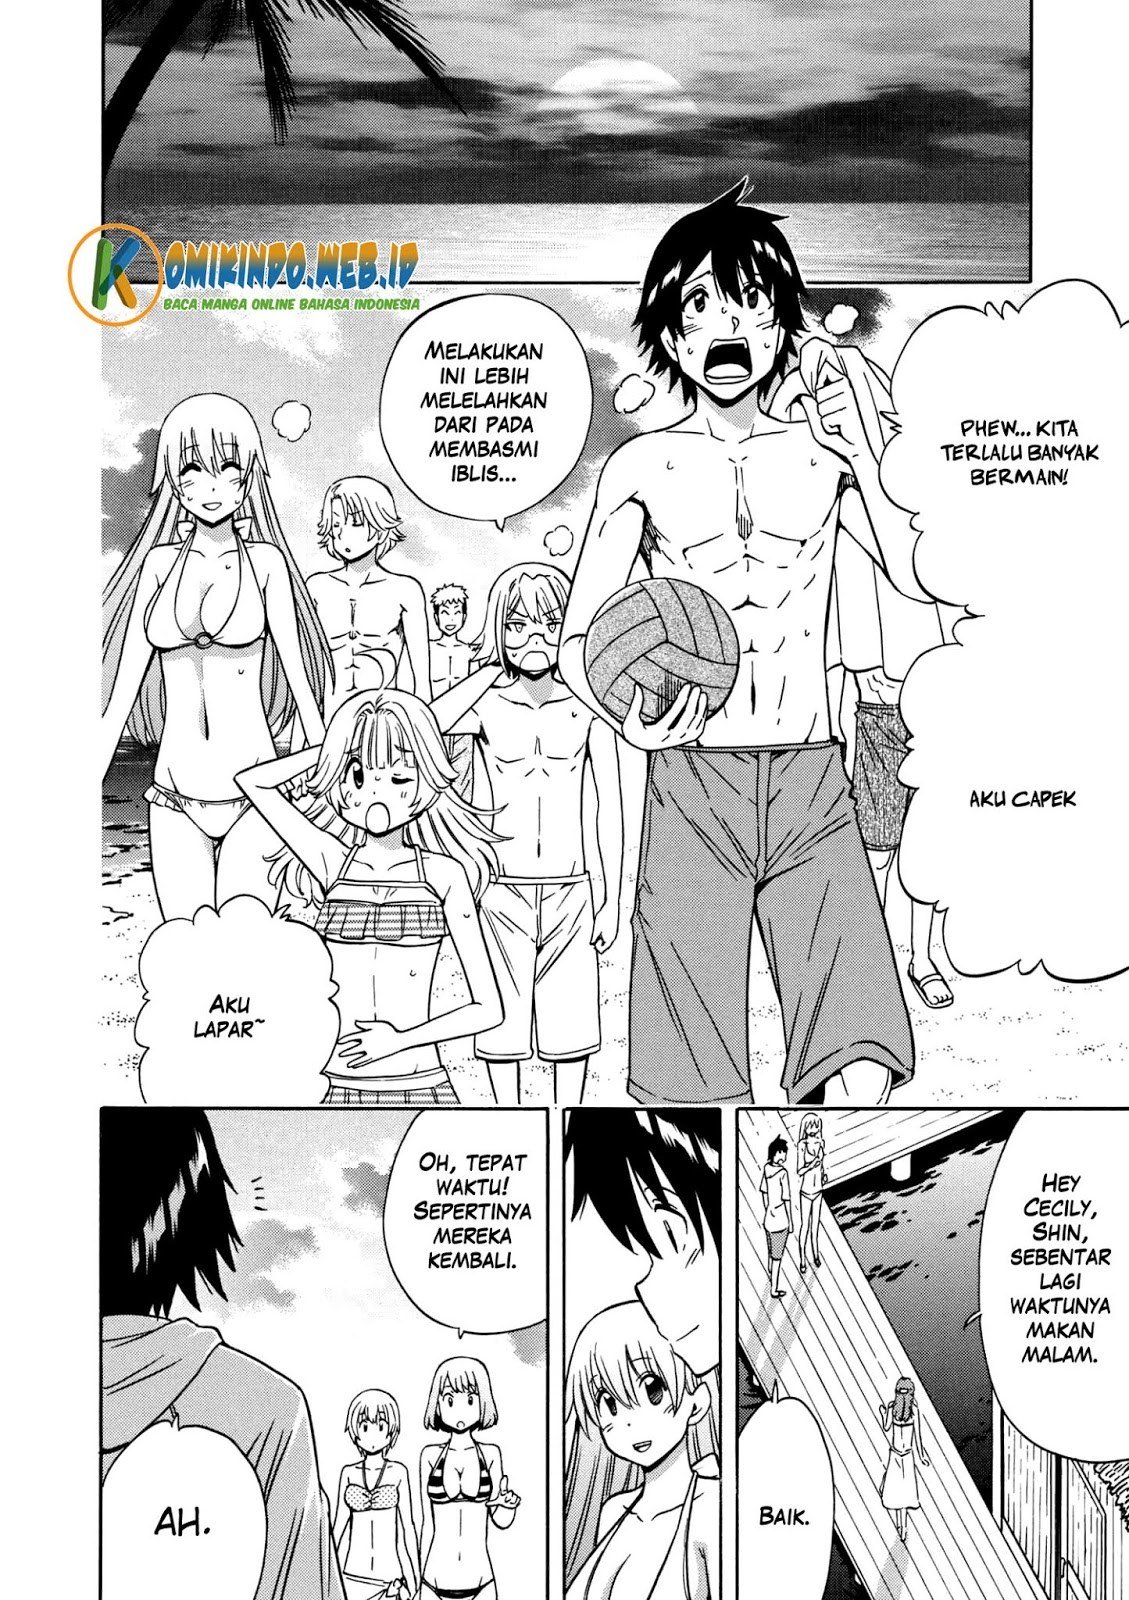 KOMIKINDO.WEB.ID
BACA MANGA ONLINE BAHASA INDONESIA
PHEW... KITA
TERLALU BANYAK
BERMAIN!
AKU CAPEK
MELAKUKAN
INI LEBIH
MELELAHKAN
DARI PADA
MEMBASMI
IBLIS...
AKU
LAPAR~
HEY
CECILY,
SHIN,
SEBENTAR
LAGI
WAKTUNYA
MAKAN
MALAM.
BAIK.
OH, TEPAT
WAKTU!
SEPERTINYA
MEREKA
KEMBALI.
AH.